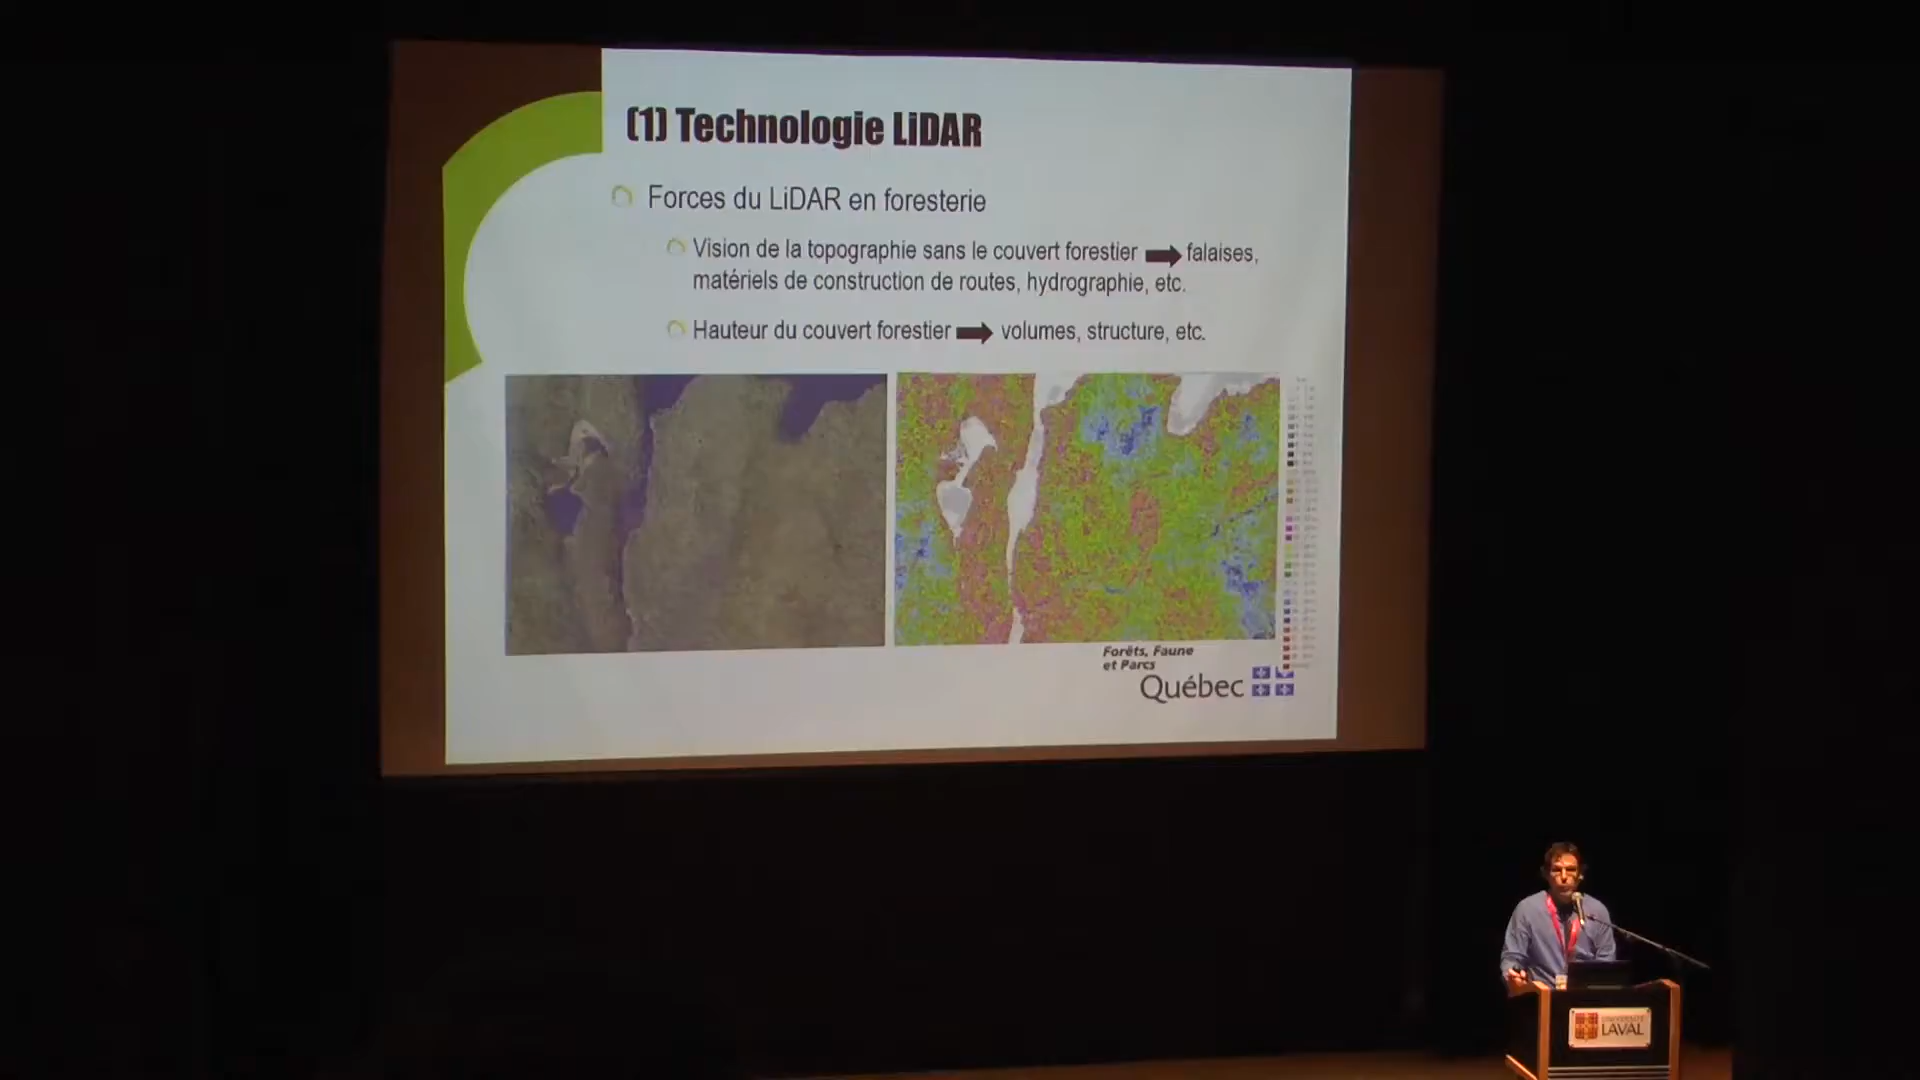 (1) Technologie LiDAR
Forces du LiDAR en foresterie
Vision de la topographie sans le couvert forestier ➡ falaises,
matériels de construction de routes, hydrographie, etc.
Hauteur du couvert forestier ➡ volumes, structure, etc.
Forêts, Faune
et Parcs
Québec
UNIVERSITÉ
LAVAL